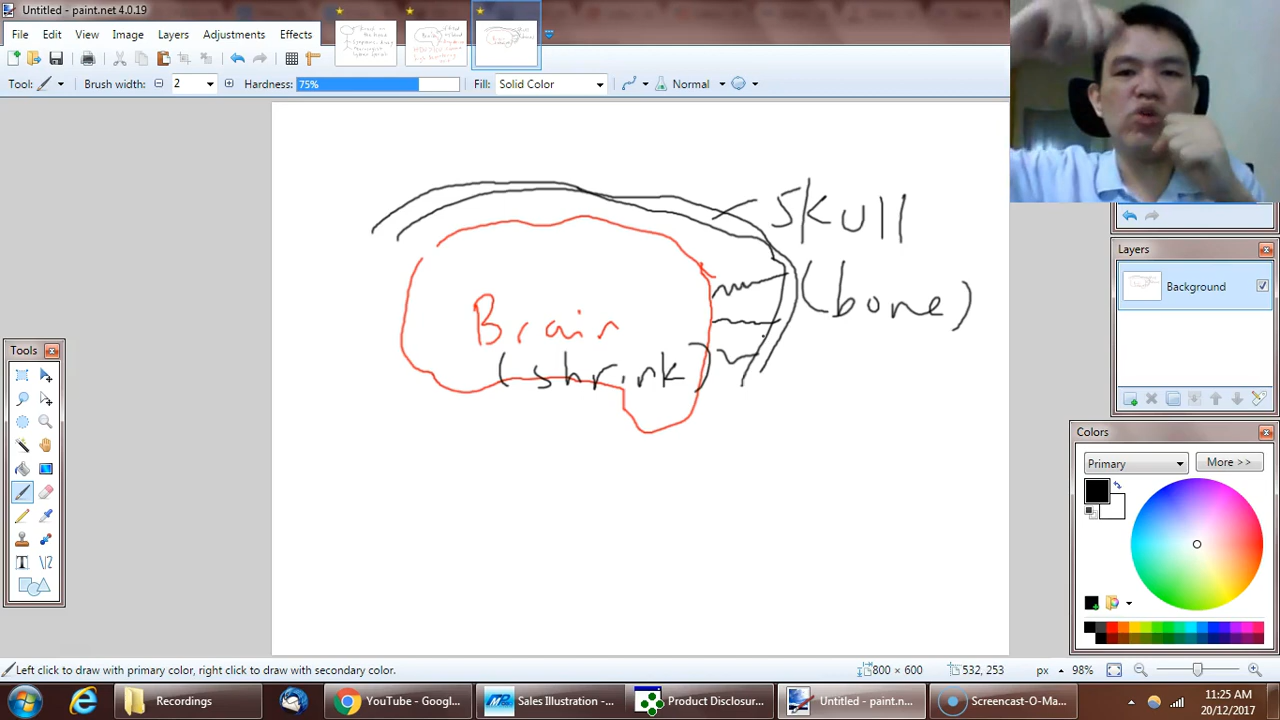 Untitled - paint.net 4.0.19
File Edit View Image Layers Adjustments Effects
Tool: Brush width: 2 Hardness: 75% Fill: Solid Color Normal
Skull
(bone)
Brain
(shrink)
Layers
Background
Tools
Colors
Primary More >>
Left click to draw with primary color, right click to draw with secondary color. 800 × 600 532, 253 px 98%
Recordings YouTube - Googl... Sales Illustration -... Product Disclosur... Untitled - paint.n... Screencast-O-Ma...
11:25 AM
20/12/2017